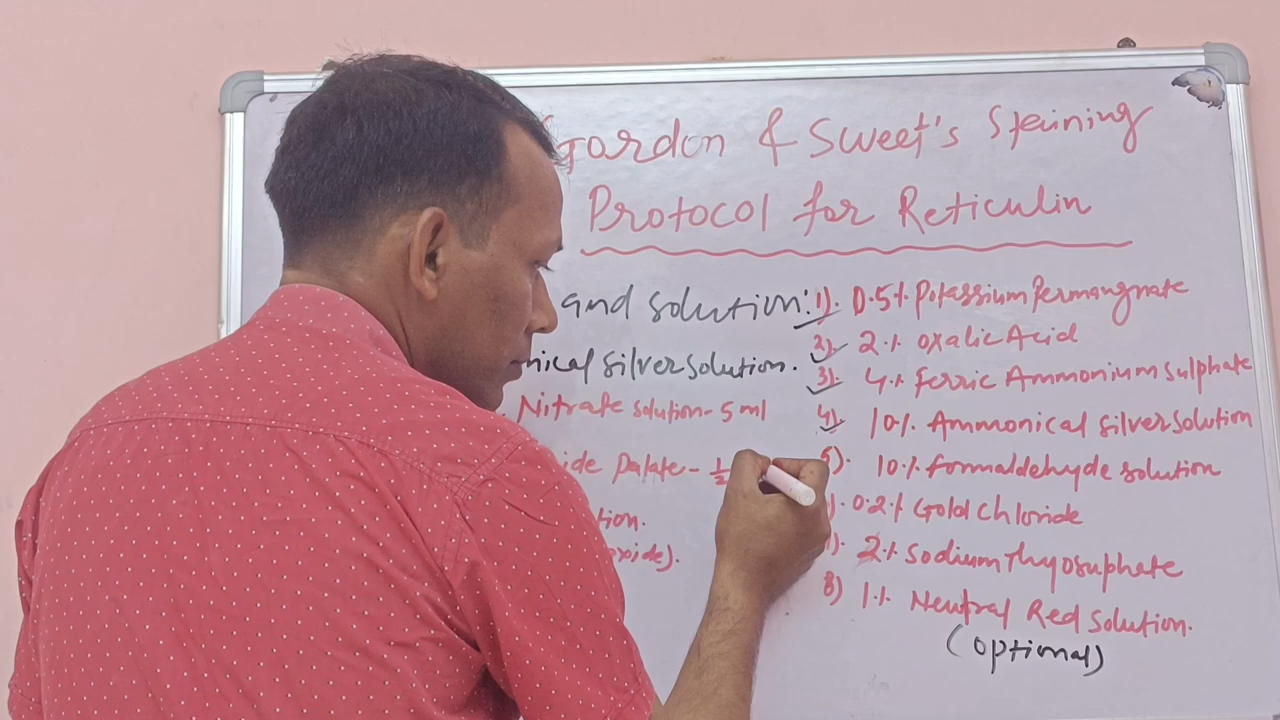 Gordon & Sweet's Staining
Protocol for Reticulin
and solution:
nical silver solution.
Nitrate solution - 5 ml
ide Palate - 1/2
tion.
oxide).
1). 0.5% Potassium Permangnate
2). 2% Oxalic Acid
3). 4% Ferric Ammonium sulphate
4). 10% Ammonical silver solution
5). 10% formaldehyde solution
). 0.2% Gold Chloride
). 2% Sodium Thyosuphate
8) 1% Neutral Red solution.
(optional)